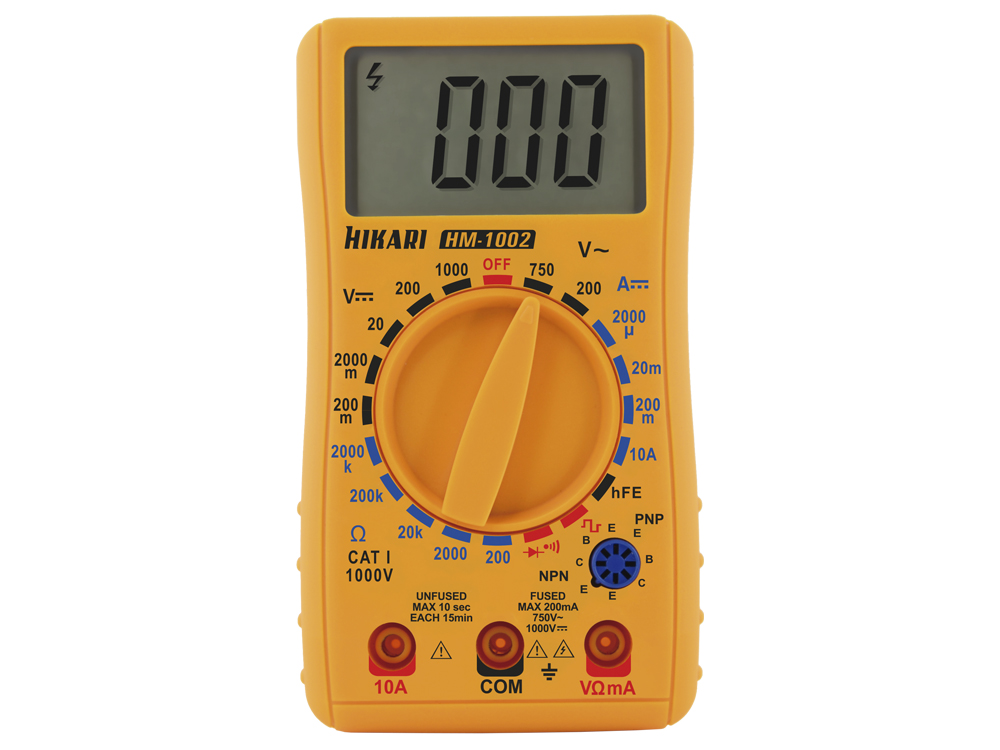 000
HIKARI HM-1002
V~
OFF
750
200
A⎓
2000
µ
20m
200
m
10A
hFE
1000
200
V⎓
20
2000
m
200
m
2000
k
200k
Ω
20k
2000
200
CAT I
1000V
PNP
E
E
B
B
C
C
E
E
NPN
UNFUSED
MAX 10 sec
EACH 15min
FUSED
MAX 200mA
750V~
1000V⎓
10A
COM
VΩmA